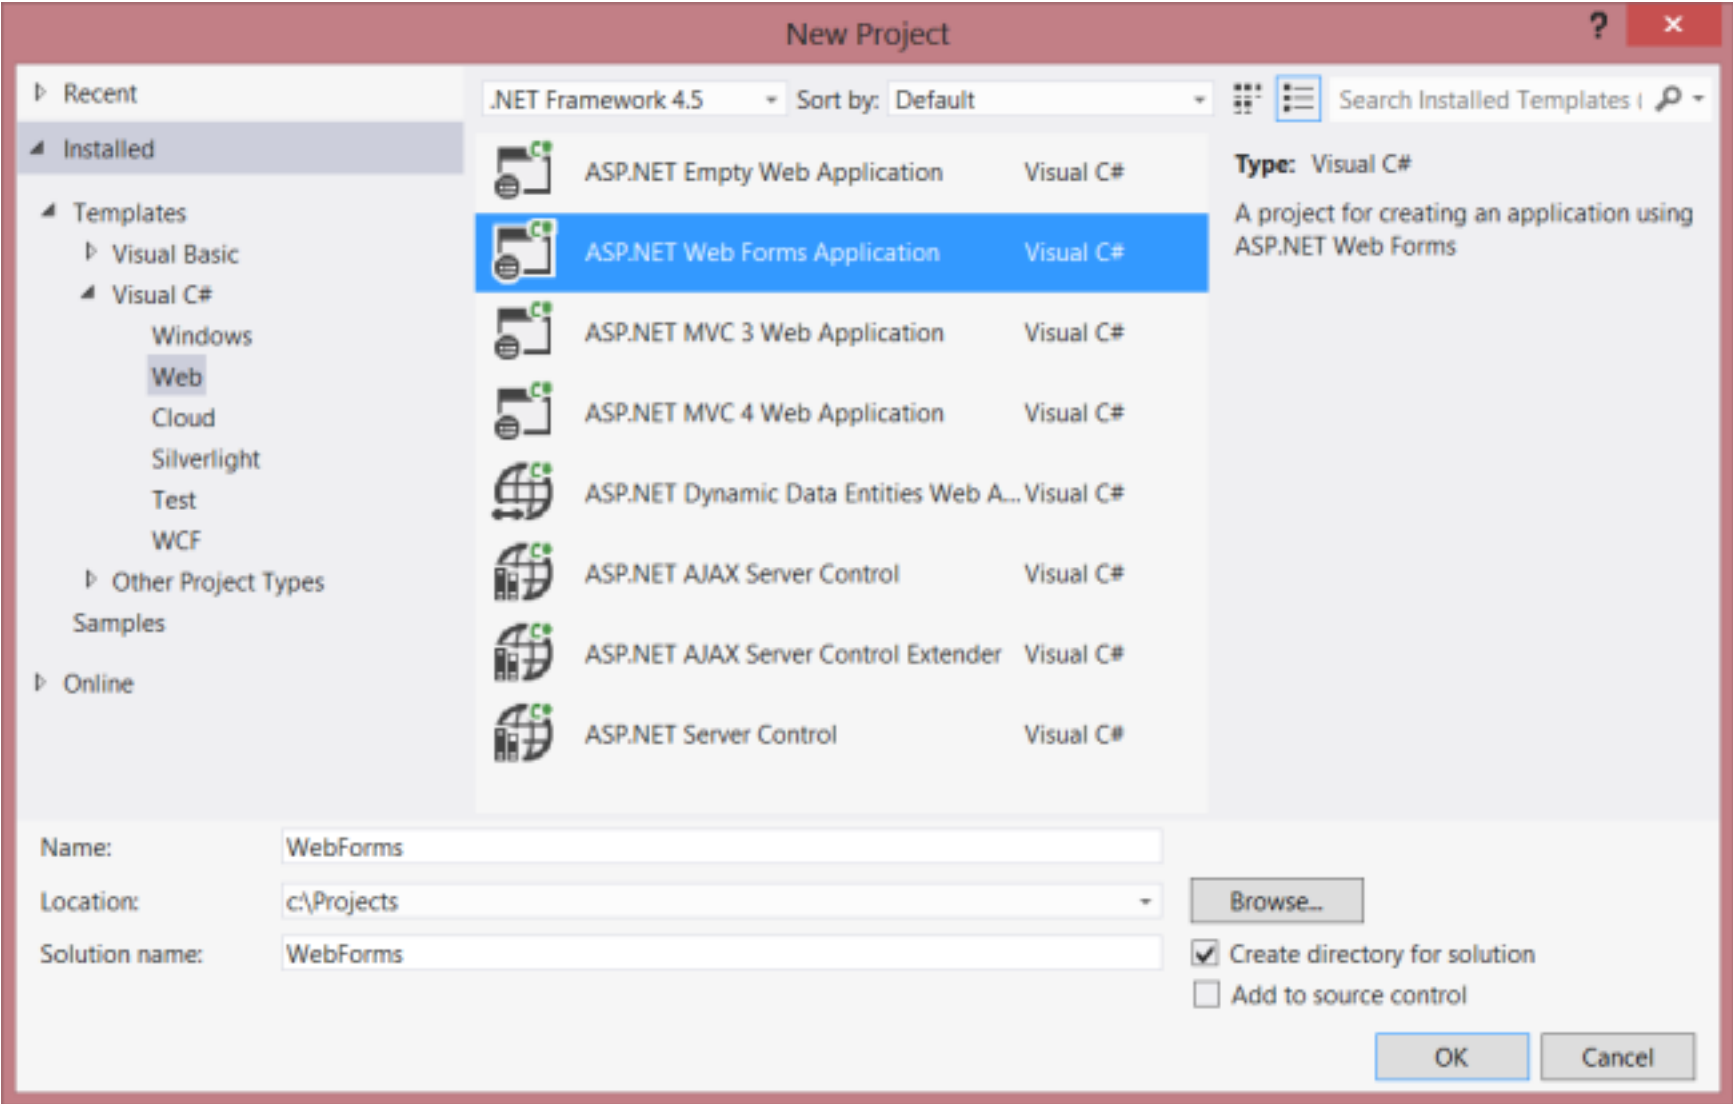 New Project
?
Recent
Installed
Templates
Visual Basic
Visual C#
Windows
Web
Cloud
Silverlight
Test
WCF
Other Project Types
Samples
Online
.NET Framework 4.5
Sort by: Default
Search Installed Templates (
ASP.NET Empty Web Application Visual C#
ASP.NET Web Forms Application Visual C#
ASP.NET MVC 3 Web Application Visual C#
ASP.NET MVC 4 Web Application Visual C#
ASP.NET Dynamic Data Entities Web A... Visual C#
ASP.NET AJAX Server Control Visual C#
ASP.NET AJAX Server Control Extender Visual C#
ASP.NET Server Control Visual C#
Type: Visual C#
A project for creating an application using
ASP.NET Web Forms
Name: WebForms
Location: c:\Projects
Browse...
Solution name: WebForms
Create directory for solution
Add to source control
OK
Cancel